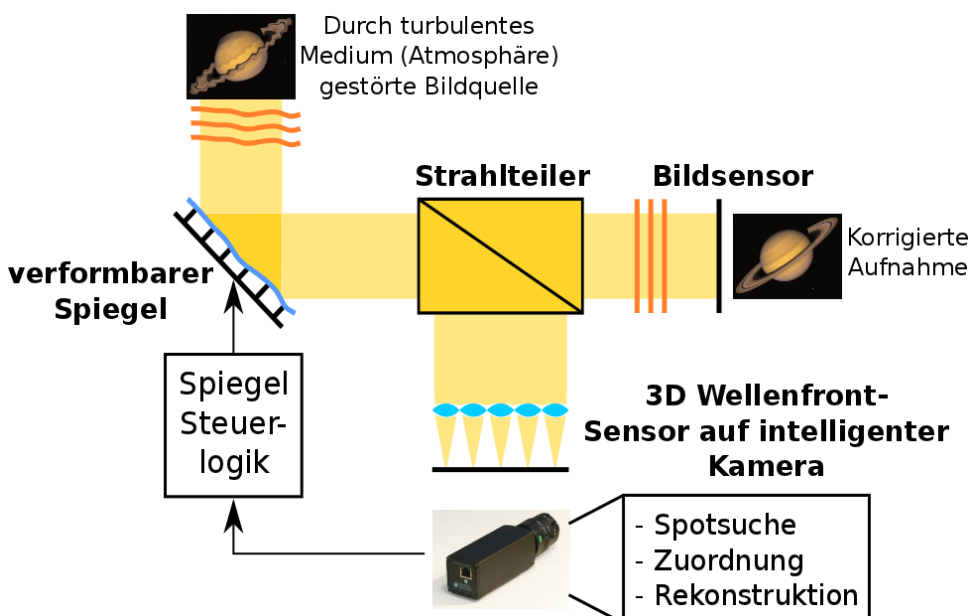 Durch turbulentes
Medium (Atmosphäre)
gestörte Bildquelle
Strahlteiler
Bildsensor
Korrigierte
Aufnahme
verformbarer
Spiegel
Spiegel
Steuer-
logik
3D Wellenfront-
Sensor auf intelligenter
Kamera
- Spotsuche
- Zuordnung
- Rekonstruktion